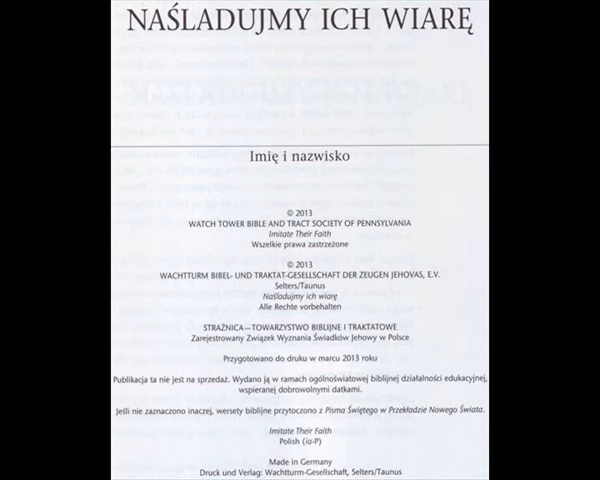 NAŚLADUJMY ICH WIARĘ
Imię i nazwisko
© 2013
WATCH TOWER BIBLE AND TRACT SOCIETY OF PENNSYLVANIA
Imitate Their Faith
Wszelkie prawa zastrzeżone
© 2013
WACHTTURM BIBEL- UND TRAKTAT-GESELLSCHAFT DER ZEUGEN JEHOVAS, E.V.
Selters/Taunus
Naśladujmy ich wiarę
Alle Rechte vorbehalten
STRAŻNICA—TOWARZYSTWO BIBLIJNE I TRAKTATOWE
Zarejestrowany Związek Wyznania Świadków Jehowy w Polsce
Przygotowano do druku w marcu 2013 roku
Publikacja ta nie jest na sprzedaż. Wydano ją w ramach ogólnoświatowej biblijnej działalności edukacyjnej,
wspieranej dobrowolnymi datkami.
Jeśli nie zaznaczono inaczej, wersety biblijne przytoczono z Pisma Świętego w Przekładzie Nowego Świata.
Imitate Their Faith
Polish (ia-P)
Made in Germany
Druck und Verlag: Wachtturm-Gesellschaft, Selters/Taunus